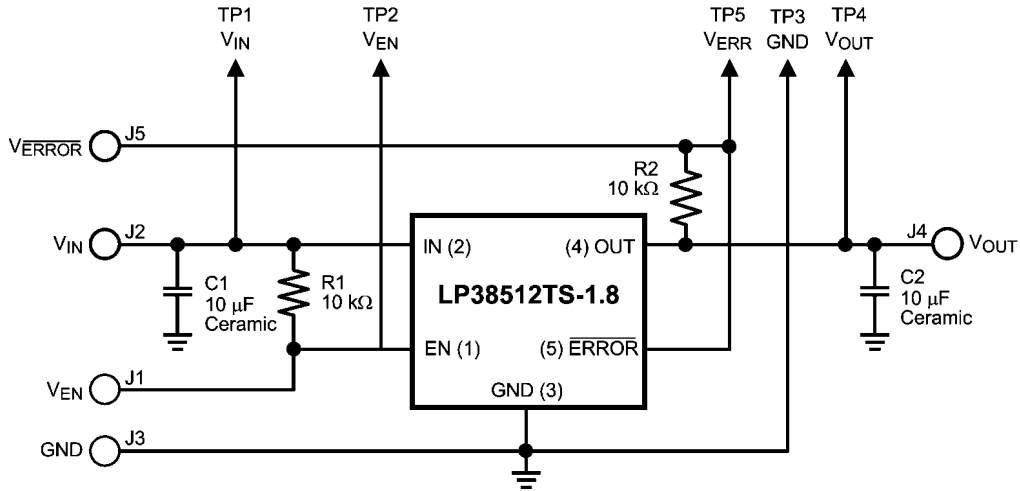 TP1
VIN
TP2
VEN
TP5
VERR
TP3
GND
TP4
VOUT
VERROR
J5
R2
10 kΩ
VIN
J2
IN (2)
(4) OUT
J4
VOUT
C1
10 µF
Ceramic
R1
10 kΩ
LP38512TS-1.8
C2
10 µF
Ceramic
EN (1)
(5) ERROR
VEN
J1
GND (3)
GND
J3